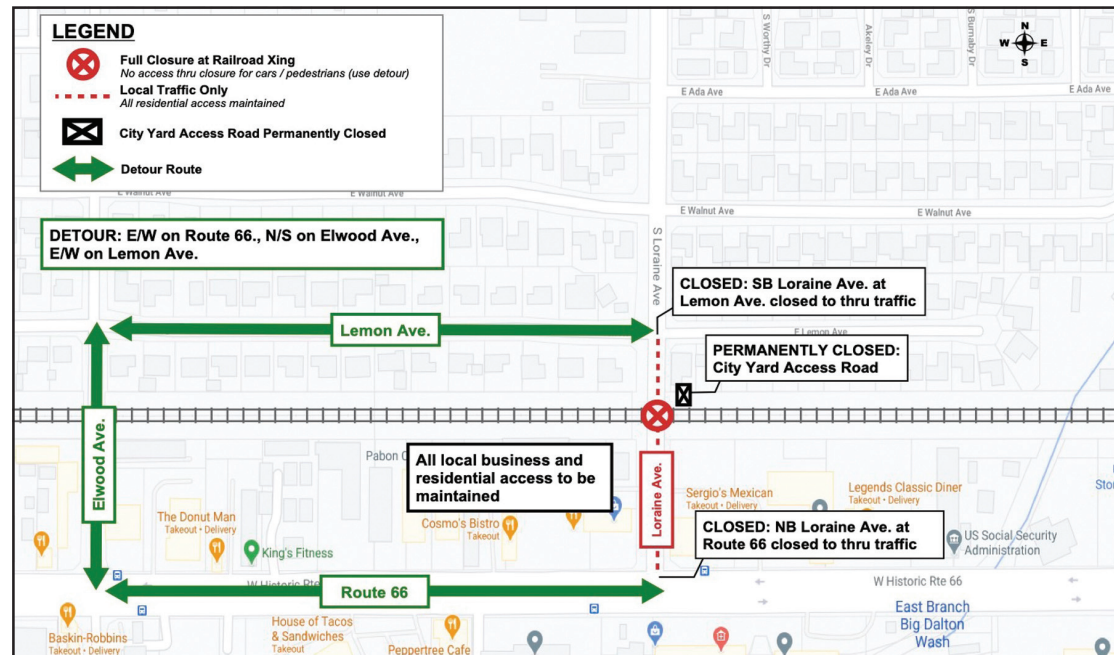 LEGEND
Full Closure at Railroad Xing
No access thru closure for cars / pedestrians (use detour)
Local Traffic Only
All residential access maintained
City Yard Access Road Permanently Closed
Detour Route
N
W E
S
S Worthy Dr
Akeley Dr
S Burnaby Dr
E Ada Ave
E Ada Ave
E Walnut Ave
E Walnut Ave
E Walnut Ave
E Walnut Ave
DETOUR: E/W on Route 66., N/S on Elwood Ave.,
E/W on Lemon Ave.
S Loraine Ave
CLOSED: SB Loraine Ave. at
Lemon Ave. closed to thru traffic
Lemon Ave.
E Lemon Ave
PERMANENTLY CLOSED:
City Yard Access Road
Elwood Ave.
Pabon
All local business and
residential access to be
maintained
Loraine Ave.
Sergio's Mexican
Takeout • Delivery
Legends Classic Diner
Takeout • Delivery
The Donut Man
Takeout • Delivery
Cosmo's Bistro
Takeout
King's Fitness
CLOSED: NB Loraine Ave. at
Route 66 closed to thru traffic
US Social Security
Administration
W Historic Rte
Route 66
W Historic Rte 66
East Branch
Big Dalton
Wash
Baskin-Robbins
Takeout • Delivery
House of Tacos
& Sandwiches
Takeout
Peppertree Cafe